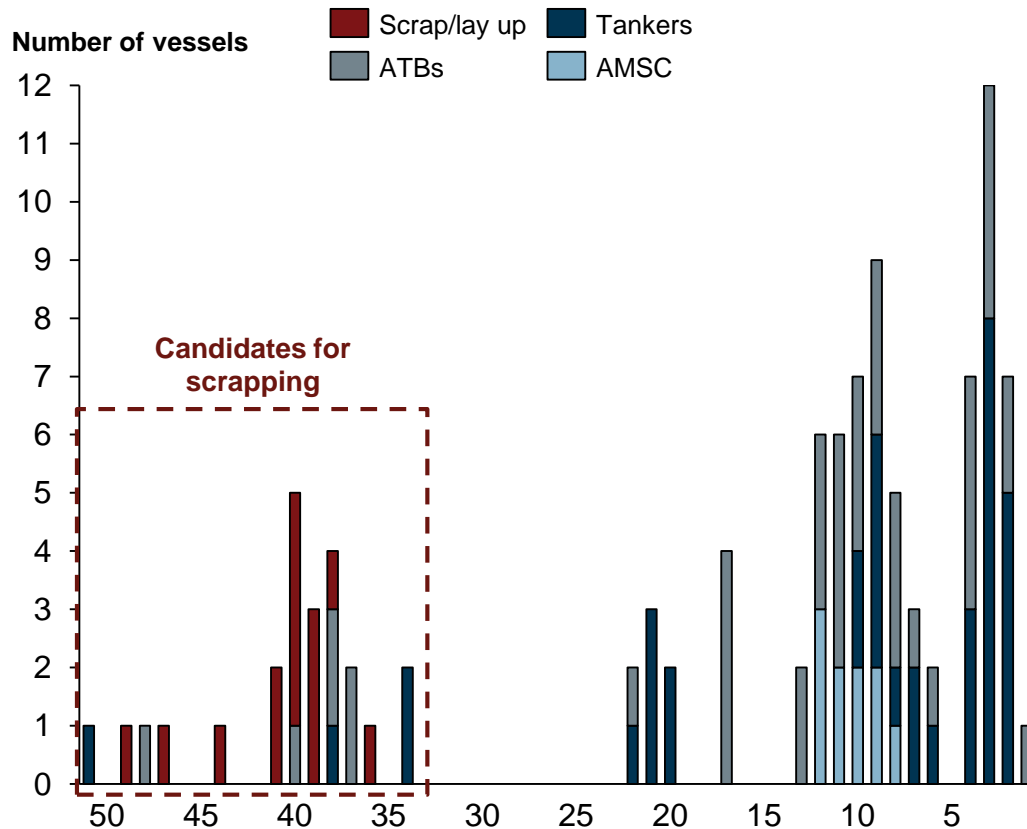 Number of vessels
Scrap/lay up
Tankers
ATBs
AMSC
12
11
10
9
8
7
6
5
4
3
2
1
0
Candidates for
scrapping
50 45 40 35 30 25 20 15 10 5